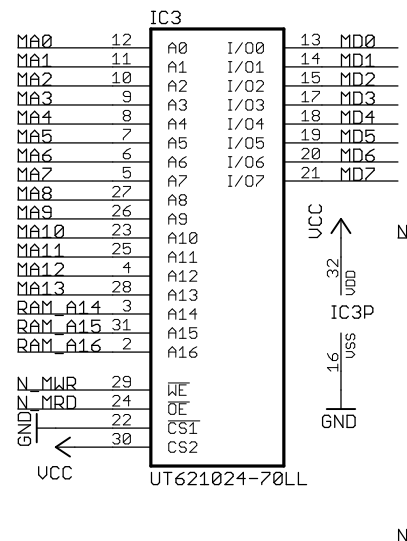 IC3
MA0 12 A0 I/O0 13 MD0
MA1 11 A1 I/O1 14 MD1
MA2 10 A2 I/O2 15 MD2
MA3 9 A3 I/O3 17 MD3
MA4 8 A4 I/O4 18 MD4
MA5 7 A5 I/O5 19 MD5
MA6 6 A6 I/O6 20 MD6
MA7 5 A7 I/O7 21 MD7
MA8 27 A8
MA9 26 A9
MA10 23 A10
MA11 25 A11
MA12 4 A12
MA13 28 A13
RAM_A14 3 A14
RAM_A15 31 A15
RAM_A16 2 A16
N_MWR 29 WE
N_MRD 24 OE
GND 22 CS1
30 CS2
VCC
UT621024-70LL
VCC
32 VDD
IC3P
16 VSS
GND
N
N